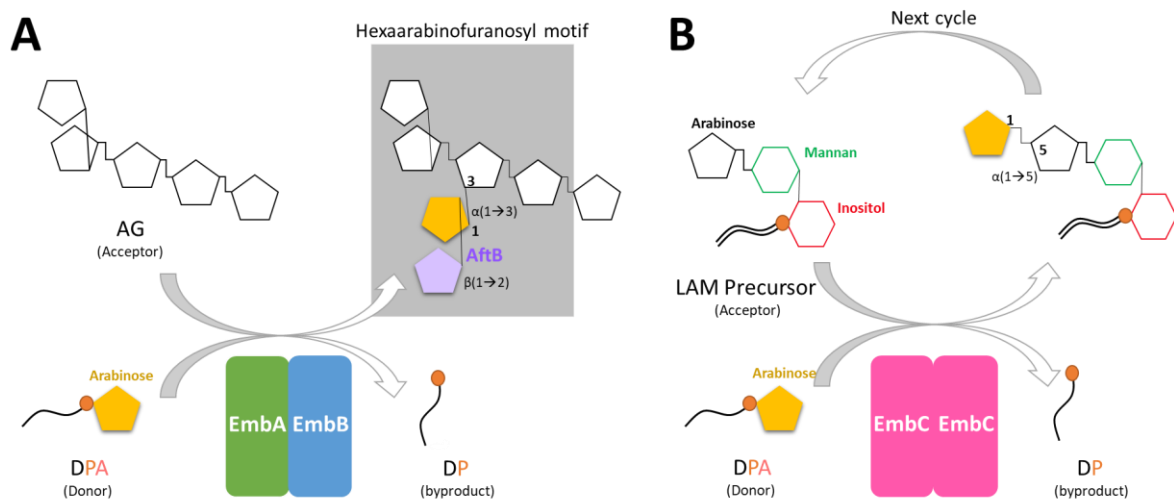 A
Hexaarabinofuranosyl motif
3
α(1→3)
1
AftB
β(1→2)
AG
(Acceptor)
Arabinose
EmbA
EmbB
DPA
(Donor)
DP
(byproduct)
B
Next cycle
Arabinose
Mannan
Inositol
1
5
α(1→5)
LAM Precursor
(Acceptor)
Arabinose
EmbC
EmbC
DPA
(Donor)
DP
(byproduct)